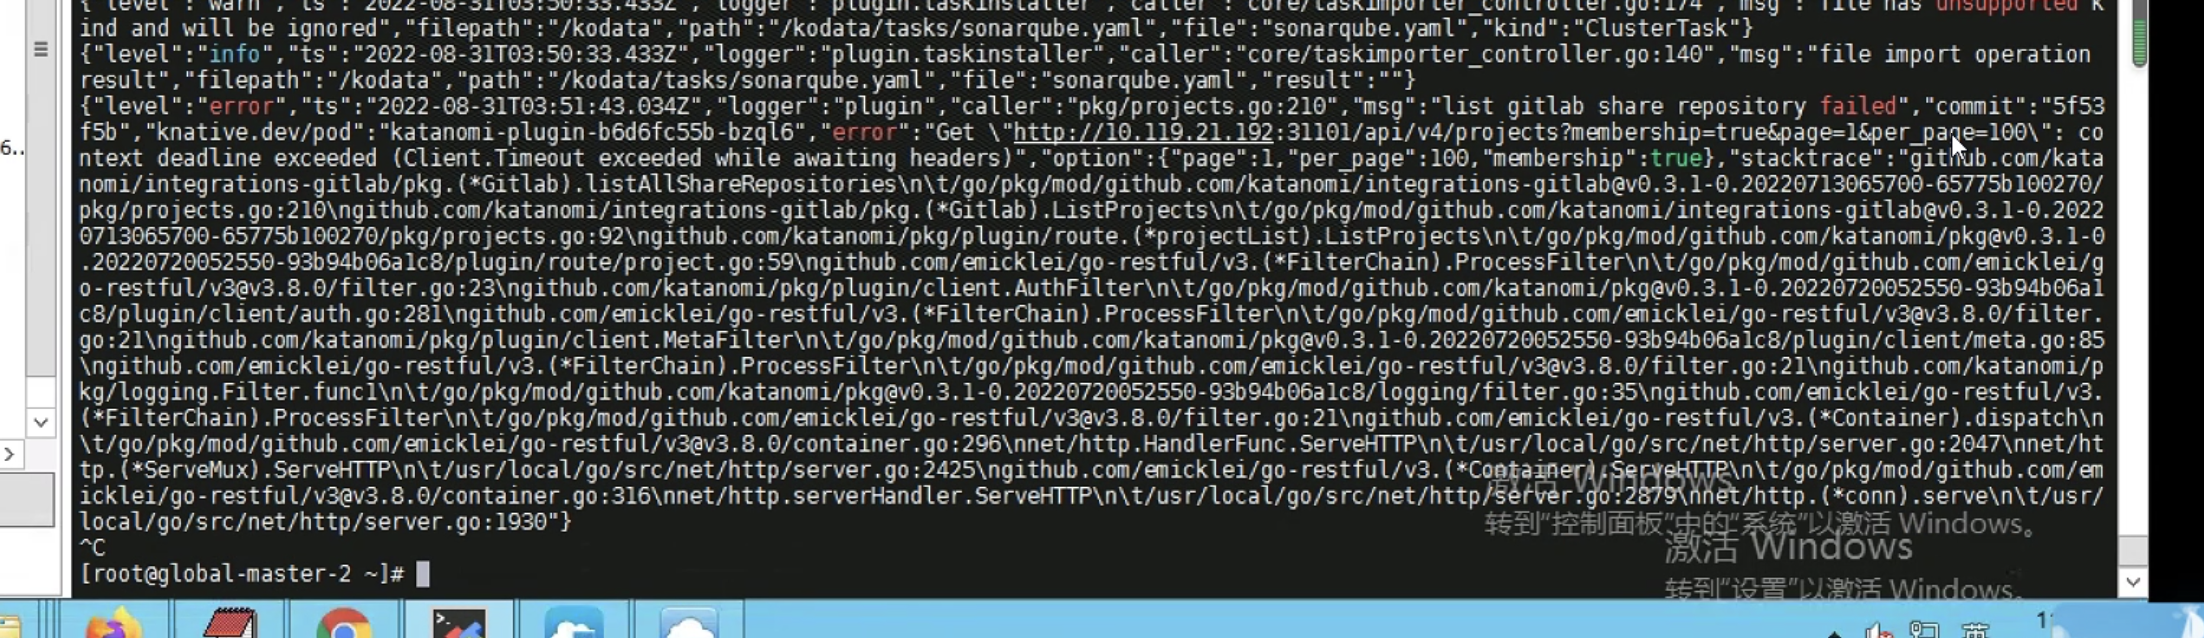 {"level":"warn","ts":"2022-08-31T03:50:33.433Z","logger":"plugin.taskinstaller","caller":"core/taskimporter_controller.go:174","msg":"file has unsupported k
ind and will be ignored","filepath":"/kodata","path":"/kodata/tasks/sonarqube.yaml","file":"sonarqube.yaml","kind":"ClusterTask"}
{"level":"info","ts":"2022-08-31T03:50:33.433Z","logger":"plugin.taskinstaller","caller":"core/taskimporter_controller.go:140","msg":"file import operation
result","filepath":"/kodata","path":"/kodata/tasks/sonarqube.yaml","file":"sonarqube.yaml","result":""}
{"level":"error","ts":"2022-08-31T03:51:43.034Z","logger":"plugin","caller":"pkg/projects.go:210","msg":"list gitlab share repository failed","commit":"5f53
f5b","knative.dev/pod":"katanomi-plugin-b6d6fc55b-bzql6","error":"Get \"http://10.119.21.192:31101/api/v4/projects?membership=true&page=1&per_page=100\": co
6..
ntext deadline exceeded (Client.Timeout exceeded while awaiting headers)","option":{"page":1,"per_page":100,"membership":true},"stacktrace":"github.com/kata
nomi/integrations-gitlab/pkg.(*Gitlab).listAllShareRepositories\n\t/go/pkg/mod/github.com/katanomi/integrations-gitlab@v0.3.1-0.20220713065700-65775b100270/
pkg/projects.go:210\ngithub.com/katanomi/integrations-gitlab/pkg.(*Gitlab).ListProjects\n\t/go/pkg/mod/github.com/katanomi/integrations-gitlab@v0.3.1-0.2022
0713065700-65775b100270/pkg/projects.go:92\ngithub.com/katanomi/pkg/plugin/route.(*projectList).ListProjects\n\t/go/pkg/mod/github.com/katanomi/pkg@v0.3.1-0
.20220720052550-93b94b06a1c8/plugin/route/project.go:59\ngithub.com/emicklei/go-restful/v3.(*FilterChain).ProcessFilter\n\t/go/pkg/mod/github.com/emicklei/g
o-restful/v3@v3.8.0/filter.go:23\ngithub.com/katanomi/pkg/plugin/client.AuthFilter\n\t/go/pkg/mod/github.com/katanomi/pkg@v0.3.1-0.20220720052550-93b94b06a1
c8/plugin/client/auth.go:281\ngithub.com/emicklei/go-restful/v3.(*FilterChain).ProcessFilter\n\t/go/pkg/mod/github.com/emicklei/go-restful/v3@v3.8.0/filter.
go:21\ngithub.com/katanomi/pkg/plugin/client.MetaFilter\n\t/go/pkg/mod/github.com/katanomi/pkg@v0.3.1-0.20220720052550-93b94b06a1c8/plugin/client/meta.go:85
\ngithub.com/emicklei/go-restful/v3.(*FilterChain).ProcessFilter\n\t/go/pkg/mod/github.com/emicklei/go-restful/v3@v3.8.0/filter.go:21\ngithub.com/katanomi/p
kg/logging.Filter.func1\n\t/go/pkg/mod/github.com/katanomi/pkg@v0.3.1-0.20220720052550-93b94b06a1c8/logging/filter.go:35\ngithub.com/emicklei/go-restful/v3.
(*FilterChain).ProcessFilter\n\t/go/pkg/mod/github.com/emicklei/go-restful/v3@v3.8.0/filter.go:21\ngithub.com/emicklei/go-restful/v3.(*Container).dispatch\n
\t/go/pkg/mod/github.com/emicklei/go-restful/v3@v3.8.0/container.go:296\nnet/http.HandlerFunc.ServeHTTP\n\t/usr/local/go/src/net/http/server.go:2047\nnet/ht
tp.(*ServeMux).ServeHTTP\n\t/usr/local/go/src/net/http/server.go:2425\ngithub.com/emicklei/go-restful/v3.(*Container).ServeHTTP\n\t/go/pkg/mod/github.com/em
icklei/go-restful/v3@v3.8.0/container.go:316\nnet/http.serverHandler.ServeHTTP\n\t/usr/local/go/src/net/http/server.go:2879\nnet/http.(*conn).serve\n\t/usr/
local/go/src/net/http/server.go:1930"}
激活 Windows
转到"控制面板"中的"系统"以激活 Windows。
^C
激活 Windows
[root@global-master-2 ~]#
转到"设置"以激活 Windows。
英